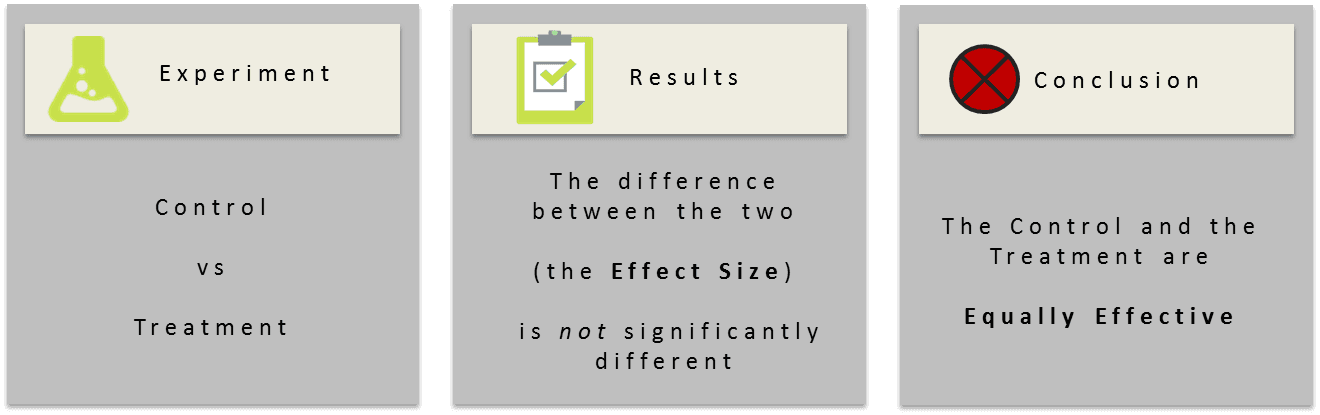 Experiment
Control
vs
Treatment
Results
The difference
between the two
(the Effect Size)
is not significantly
different
Conclusion
The Control and the
Treatment are
Equally Effective